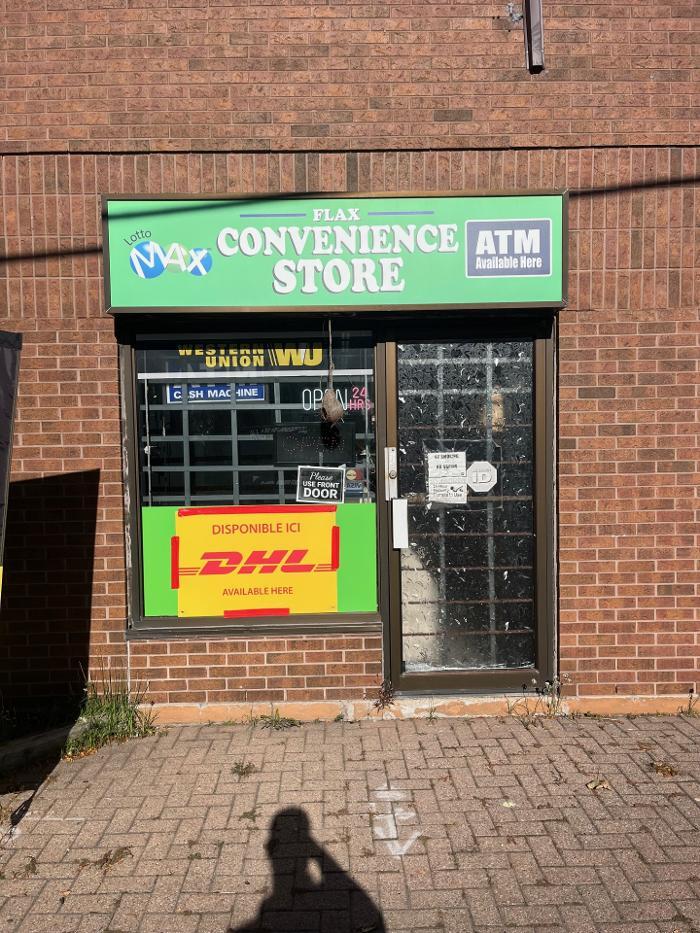 FLAX
CONVENIENCE
STORE
Lotto
MAX
ATM
Available Here
WESTERN
UNION WU
CASH MACHINE
OPEN 24
HRS
Please
USE FRONT
DOOR
ID
DISPONIBLE ICI
DHL
AVAILABLE HERE